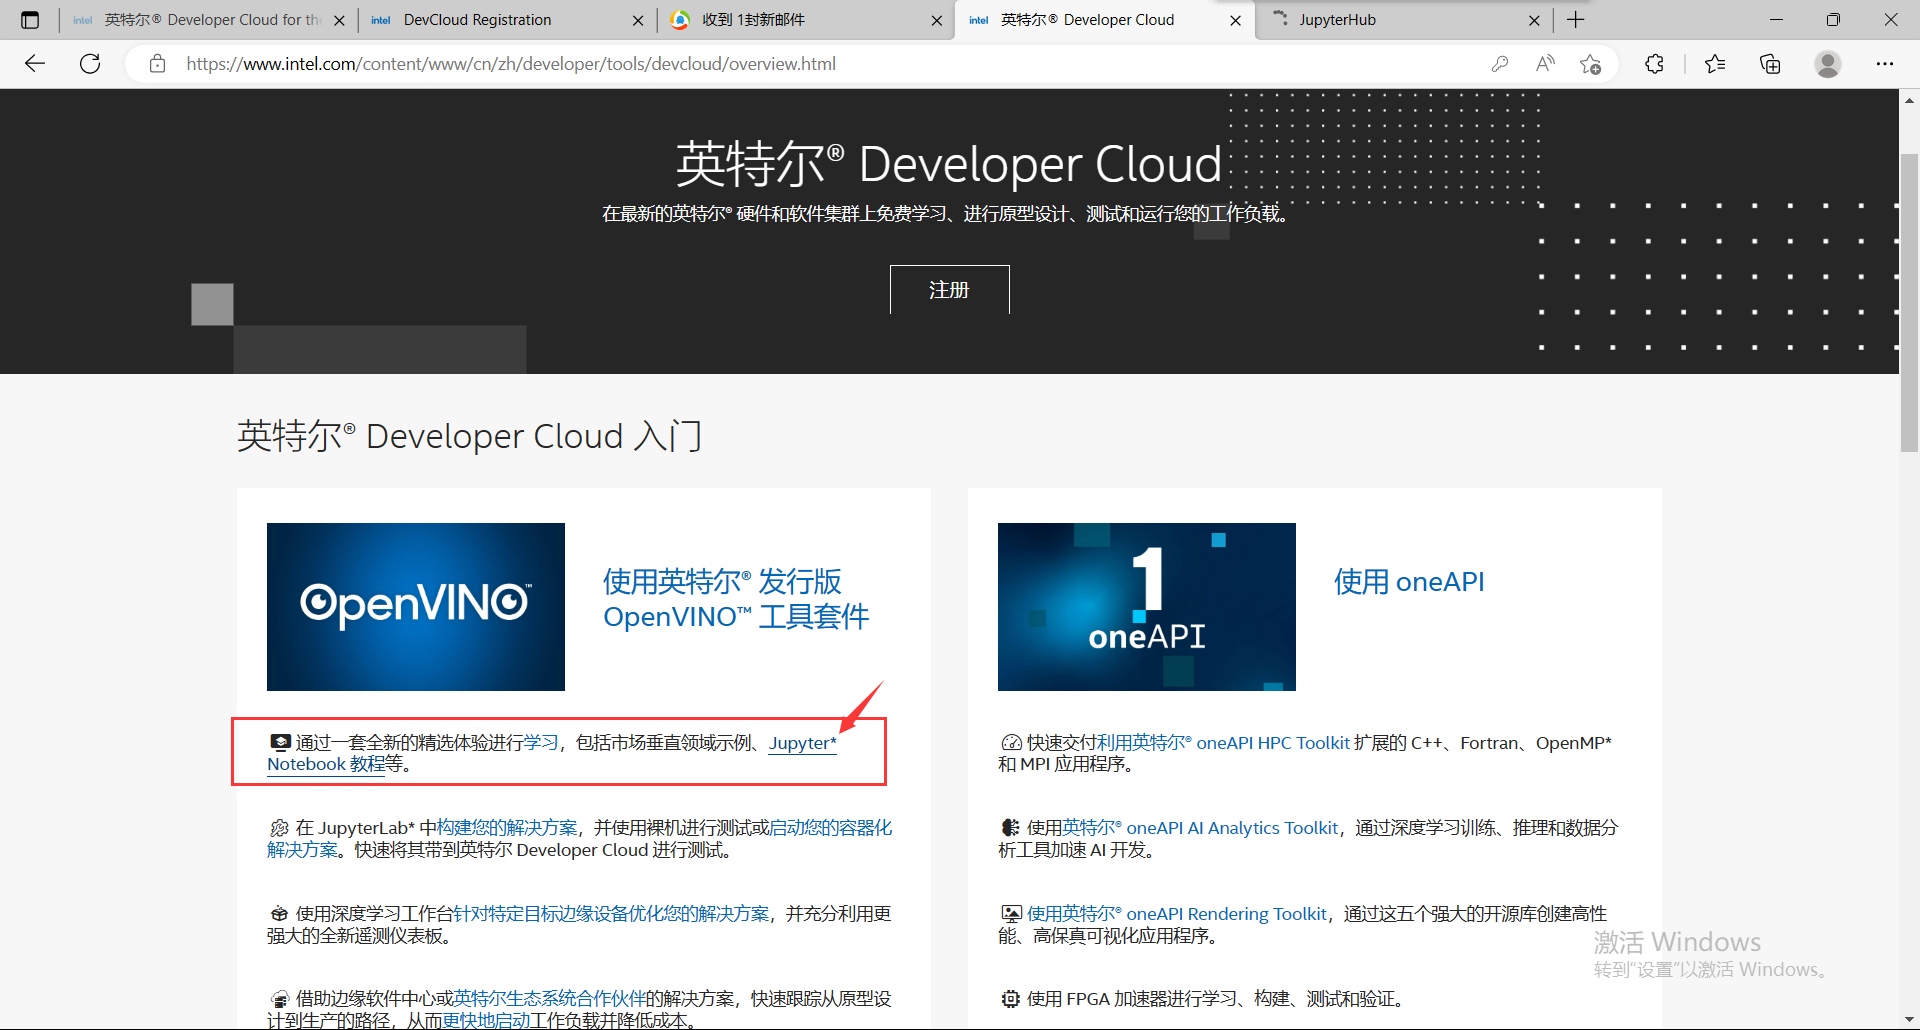 英特尔® Developer Cloud for the
DevCloud Registration
收到 1封新邮件
英特尔® Developer Cloud
JupyterHub
https://www.intel.com/content/www/cn/zh/developer/tools/devcloud/overview.html
英特尔® Developer Cloud
在最新的英特尔® 硬件和软件集群上免费学习、进行原型设计、测试和运行您的工作负载。
注册
英特尔® Developer Cloud 入门
OpenVINO™
使用英特尔® 发行版
OpenVINO™ 工具套件
通过一套全新的精选体验进行学习，包括市场垂直领域示例、Jupyter*
Notebook 教程等。
在 JupyterLab* 中构建您的解决方案，并使用裸机进行测试或启动您的容器化
解决方案。快速将其带到英特尔 Developer Cloud 进行测试。
使用深度学习工作台针对特定目标边缘设备优化您的解决方案，并充分利用更
强大的全新遥测仪表板。
借助边缘软件中心或英特尔生态系统合作伙伴的解决方案，快速跟踪从原型设
计到生产的路径，从而更快地启动工作负载并降低成本。
1
oneAPI
使用 oneAPI
快速交付利用英特尔® oneAPI HPC Toolkit 扩展的 C++、Fortran、OpenMP*
和 MPI 应用程序。
使用英特尔® oneAPI AI Analytics Toolkit，通过深度学习训练、推理和数据分
析工具加速 AI 开发。
使用英特尔® oneAPI Rendering Toolkit，通过这五个强大的开源库创建高性
能、高保真可视化应用程序。
使用 FPGA 加速器进行学习、构建、测试和验证。
激活 Windows
转到“设置”以激活 Windows。